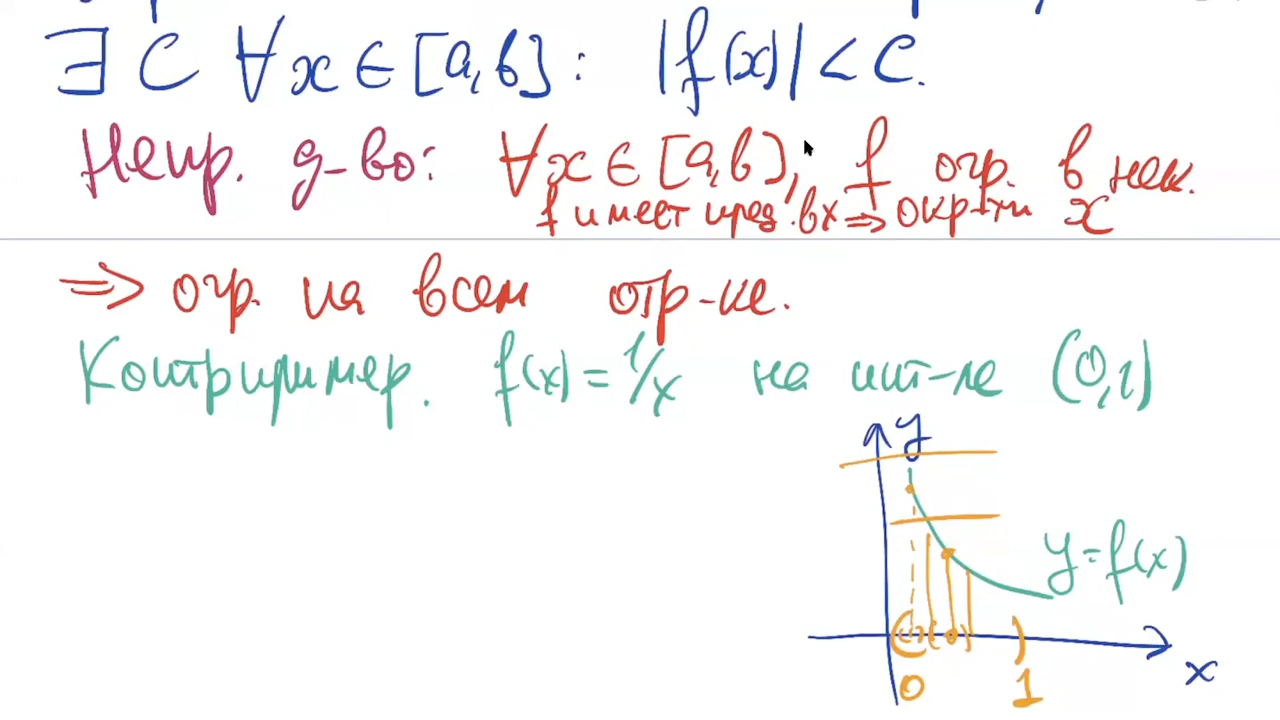 ∃ C ∀x ∈ [a,b]: |f(x)| < C.
Непр. д-во: ∀x ∈ [a,b], f огр. в нек.
f имеет пред. в x ⇒ окр-ти x
⇒ огр. на всем отр-ке.
Контрпример. f(x) = 1/x на инт-ле (0,1)
y
y=f(x)
0 1 x